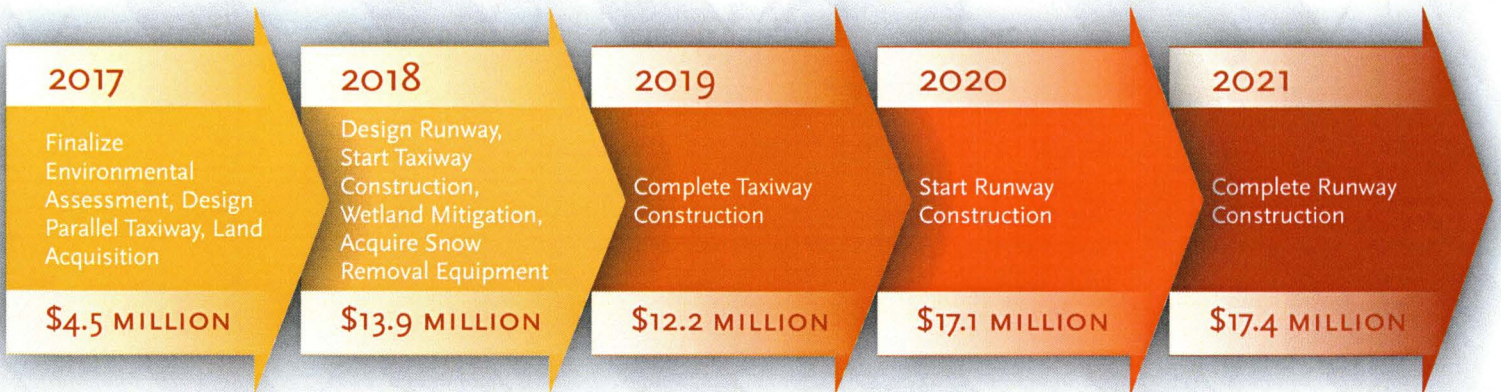 2017
Finalize
Environmental
Assessment, Design
Parallel Taxiway, Land
Acquisition
$4.5 MILLION
2018
Design Runway,
Start Taxiway
Construction,
Wetland Mitigation,
Acquire Snow
Removal Equipment
$13.9 MILLION
2019
Complete Taxiway
Construction
$12.2 MILLION
2020
Start Runway
Construction
$17.1 MILLION
2021
Complete Runway
Construction
$17.4 MILLION